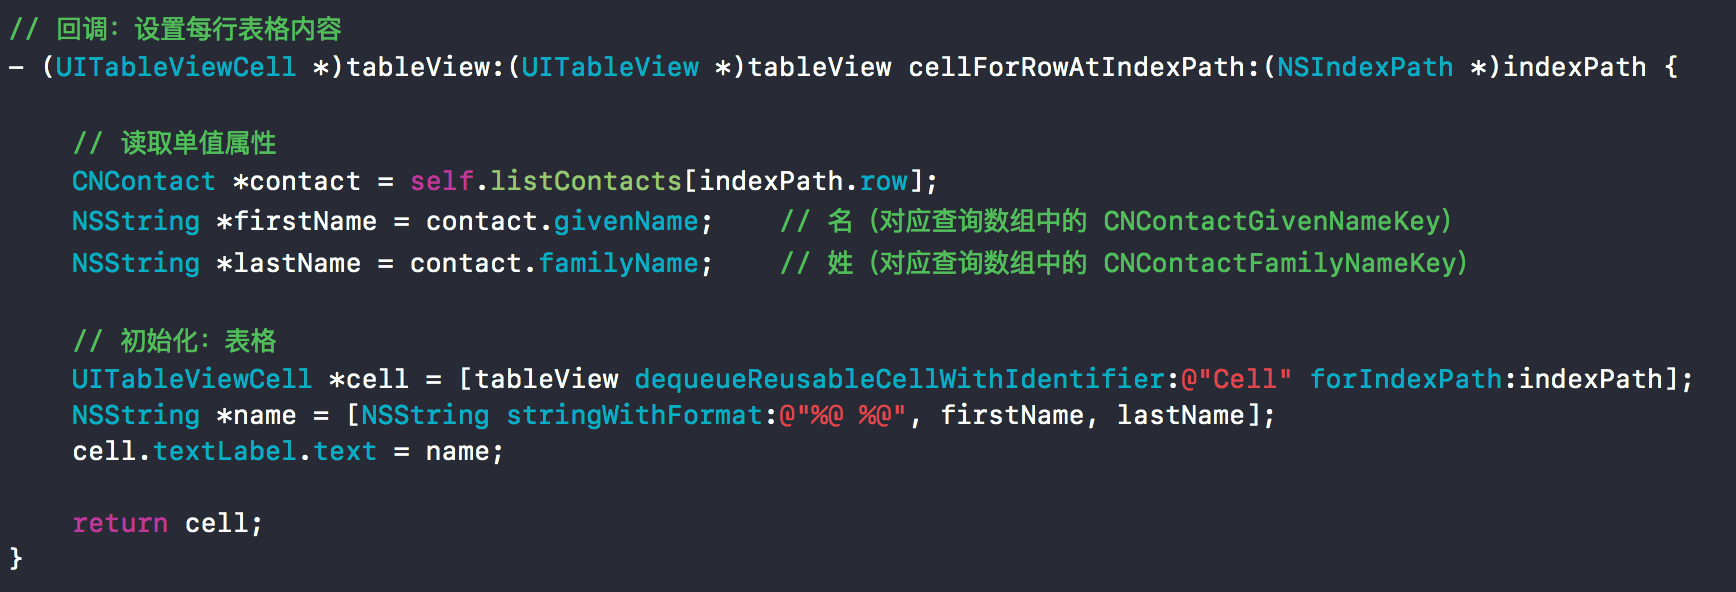 // 回调：设置每行表格内容
- (UITableViewCell *)tableView:(UITableView *)tableView cellForRowAtIndexPath:(NSIndexPath *)indexPath {
// 读取单值属性
CNContact *contact = self.listContacts[indexPath.row];
NSString *firstName = contact.givenName;    // 名（对应查询数组中的 CNContactGivenNameKey）
NSString *lastName = contact.familyName;    // 姓（对应查询数组中的 CNContactFamilyNameKey）
// 初始化：表格
UITableViewCell *cell = [tableView dequeueReusableCellWithIdentifier:@"Cell" forIndexPath:indexPath];
NSString *name = [NSString stringWithFormat:@"%@ %@", firstName, lastName];
cell.textLabel.text = name;
return cell;
}